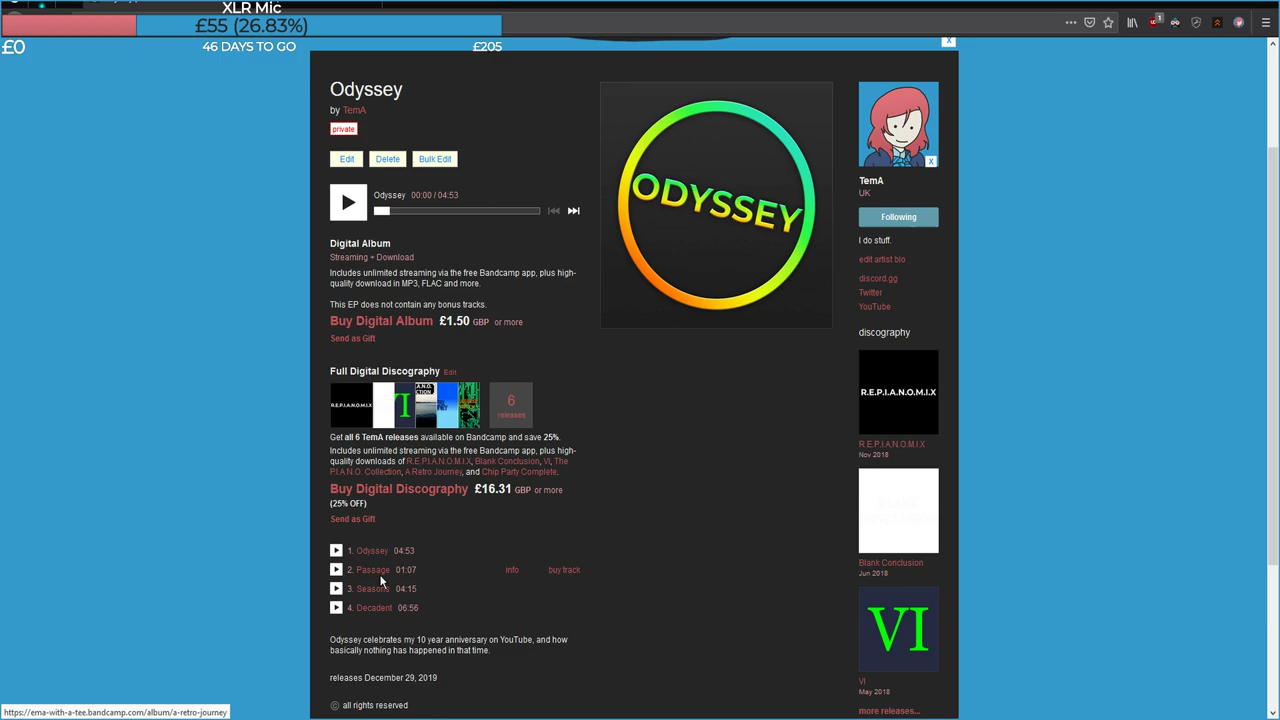 XLR Mic
£55 (26.83%)
£0
46 DAYS TO GO
£205
1
X
Odyssey
by TemA
private
Edit
Delete
Bulk Edit
Odyssey 00:00 / 04:53
Digital Album
Streaming + Download
Includes unlimited streaming via the free Bandcamp app, plus high-
quality download in MP3, FLAC and more.
This EP does not contain any bonus tracks.
Buy Digital Album £1.50 GBP or more
Send as Gift
Full Digital Discography Edit
R.E.P.I.A.N.O.M.I.X
VI
6
releases
Get all 6 TemA releases available on Bandcamp and save 25%.
Includes unlimited streaming via the free Bandcamp app, plus high-
quality downloads of R.E.P.I.A.N.O.M.I.X, Blank Conclusion, VI, The
P.I.A.N.O. Collection, A Retro Journey, and Chip Party Complete.
Buy Digital Discography £16.31 GBP or more
(25% OFF)
Send as Gift
1. Odyssey 04:53
2. Passage 01:07 info buy track
3. Seasons 04:15
4. Decadent 06:56
Odyssey celebrates my 10 year anniversary on YouTube, and how
basically nothing has happened in that time.
releases December 29, 2019
© all rights reserved
ODYSSEY
X
TemA
UK
Following
I do stuff.
edit artist bio
discord.gg
Twitter
YouTube
discography
R.E.P.I.A.N.O.M.I.X
R.E.P.I.A.N.O.M.I.X
Nov 2018
Blank Conclusion
Jun 2018
VI
VI
May 2018
more releases...
https://ema-with-a-tee.bandcamp.com/album/a-retro-journey